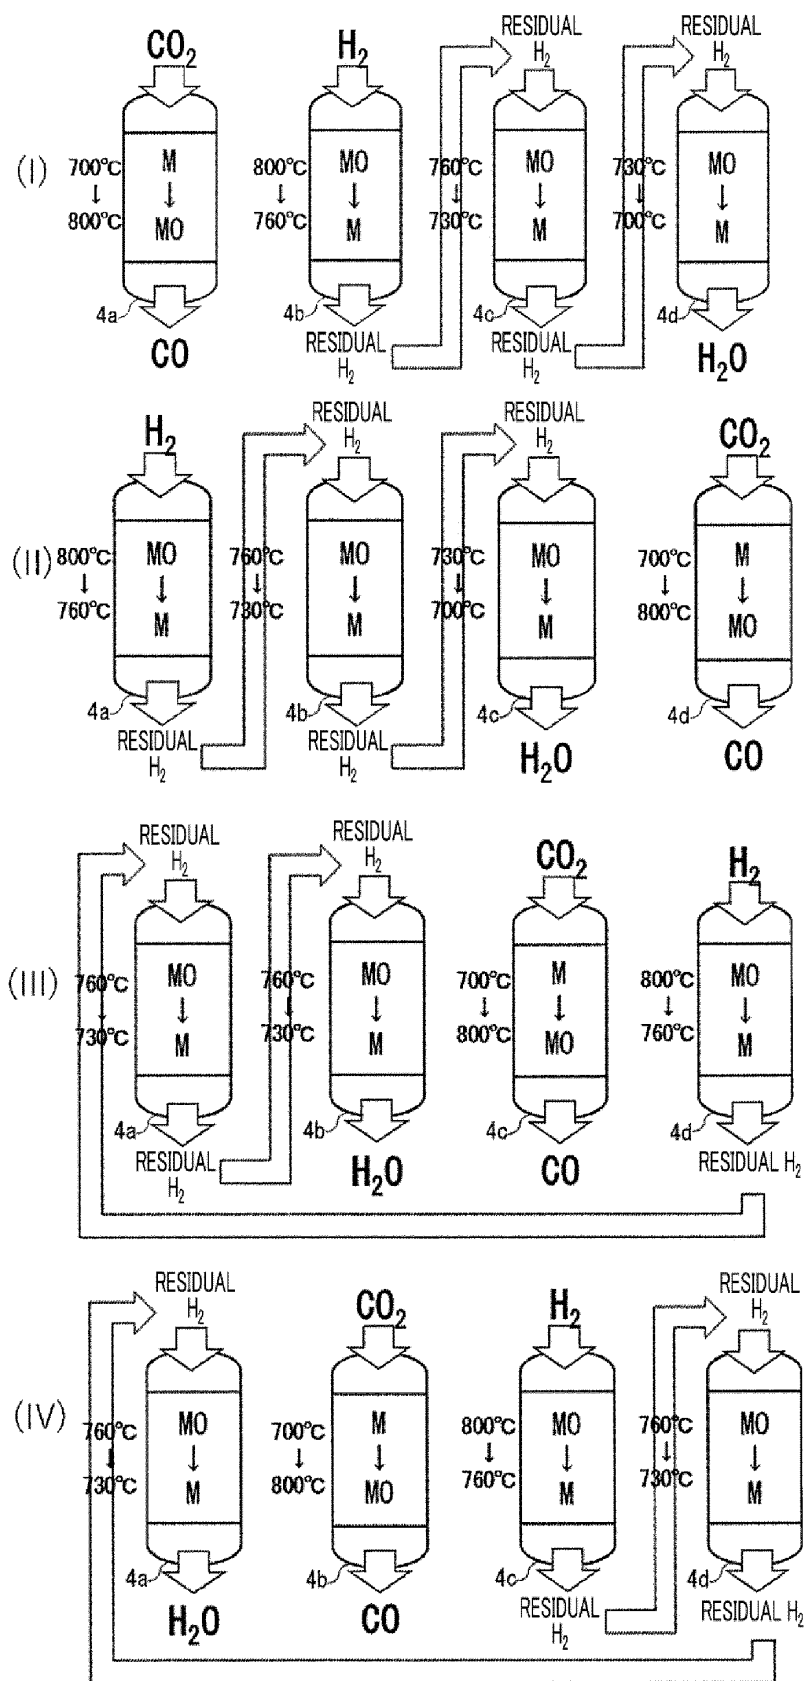 CO2 H2 RESIDUAL H2 RESIDUAL H2
(I) 700℃ ↓ 800℃ M ↓ MO 800℃ ↓ 760℃ MO ↓ M 760℃ ↓ 730℃ MO ↓ M 730℃ ↓ 700℃ MO ↓ M
4a 4b 4c 4d
CO RESIDUAL H2 RESIDUAL H2 H2O
H2 RESIDUAL H2 RESIDUAL H2 CO2
(II) 800℃ ↓ 760℃ MO ↓ M 760℃ ↓ 730℃ MO ↓ M 730℃ ↓ 700℃ MO ↓ M 700℃ ↓ 800℃ M ↓ MO
4a 4b 4c 4d
RESIDUAL H2 RESIDUAL H2 H2O CO
RESIDUAL H2 RESIDUAL H2 CO2 H2
(III) 760℃ ↓ 730℃ MO ↓ M 760℃ ↓ 730℃ MO ↓ M 700℃ ↓ 800℃ M ↓ MO 800℃ ↓ 760℃ MO ↓ M
4a 4b 4c 4d
RESIDUAL H2 H2O CO RESIDUAL H2
RESIDUAL H2 CO2 H2 RESIDUAL H2
(IV) 760℃ ↓ 730℃ MO ↓ M 700℃ ↓ 800℃ M ↓ MO 800℃ ↓ 760℃ MO ↓ M 760℃ ↓ 730℃ MO ↓ M
4a 4b 4c 4d
H2O CO RESIDUAL H2 RESIDUAL H2